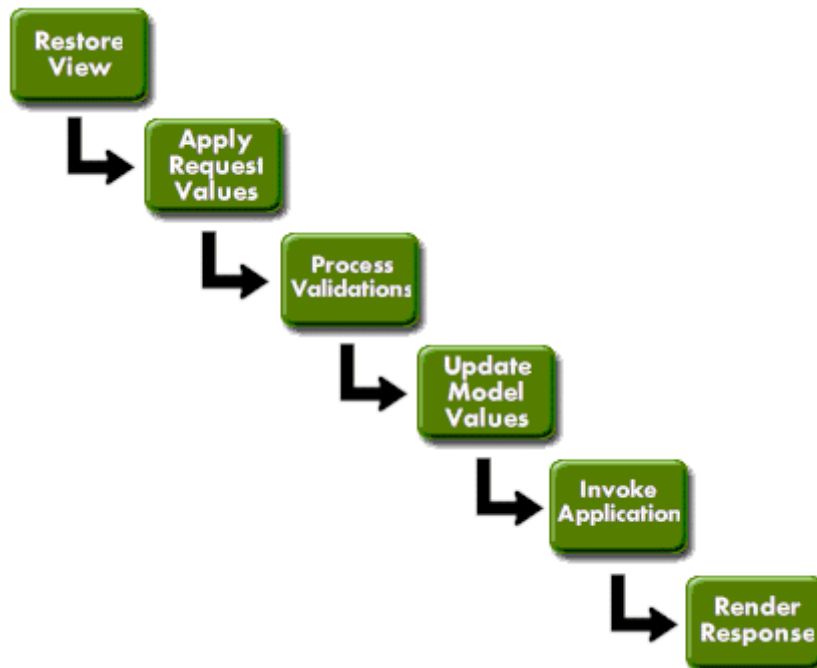 Restore
View
Apply
Request
Values
Process
Validations
Update
Model
Values
Invoke
Application
Render
Response